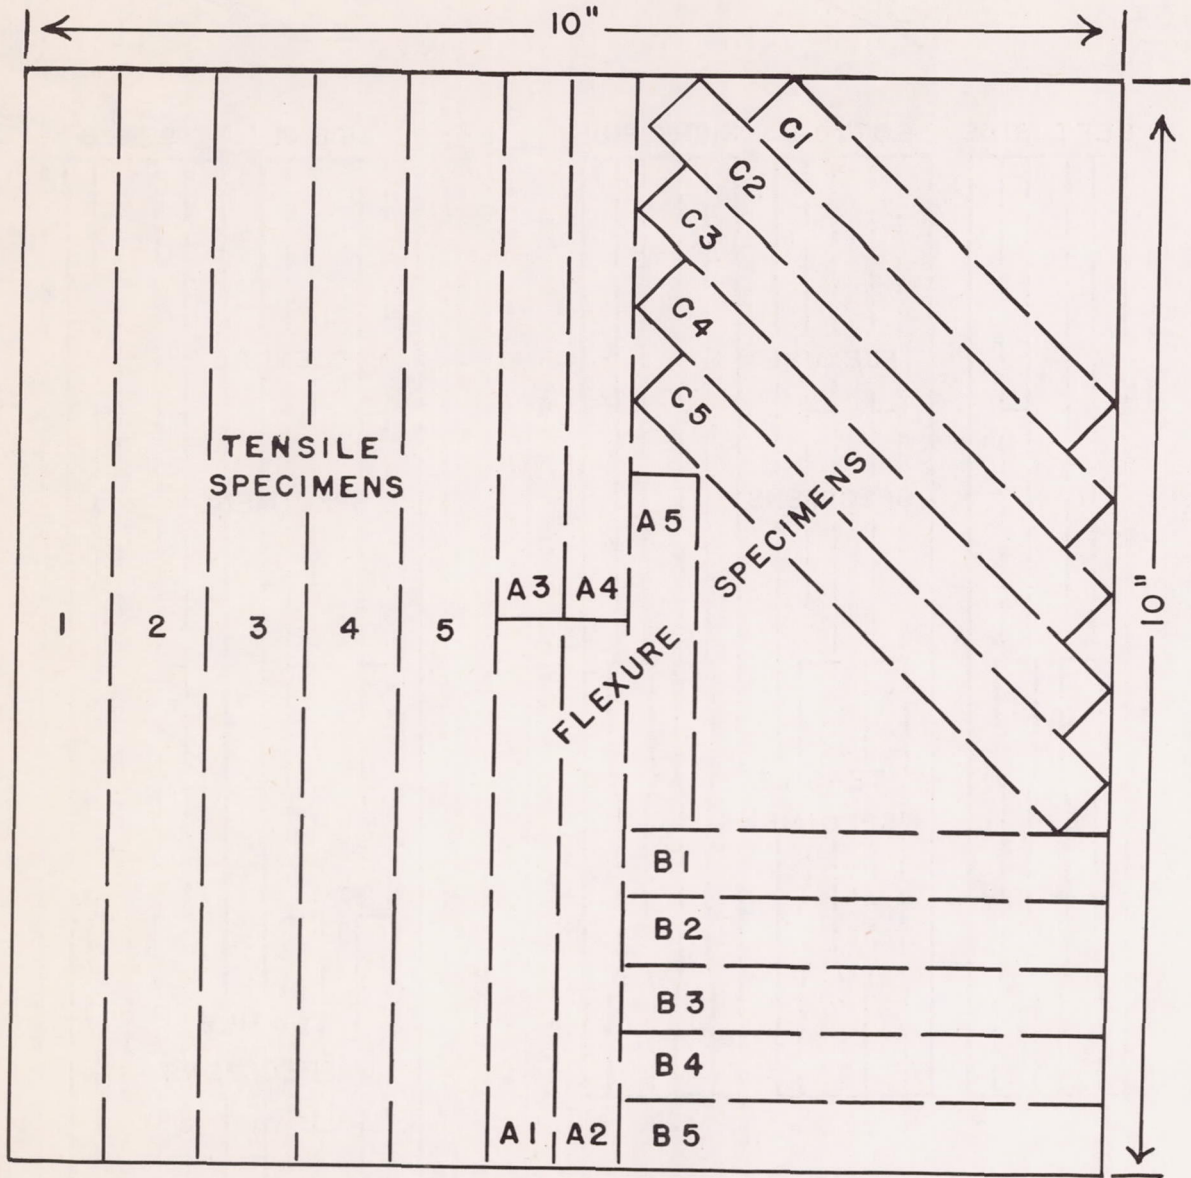 10"
C1
C2
C3
C4
C5
TENSILE
SPECIMENS
A5
SPECIMENS
A3 A4
10"
1 2 3 4 5
FLEXURE
B1
B2
B3
B4
A1 A2 B5